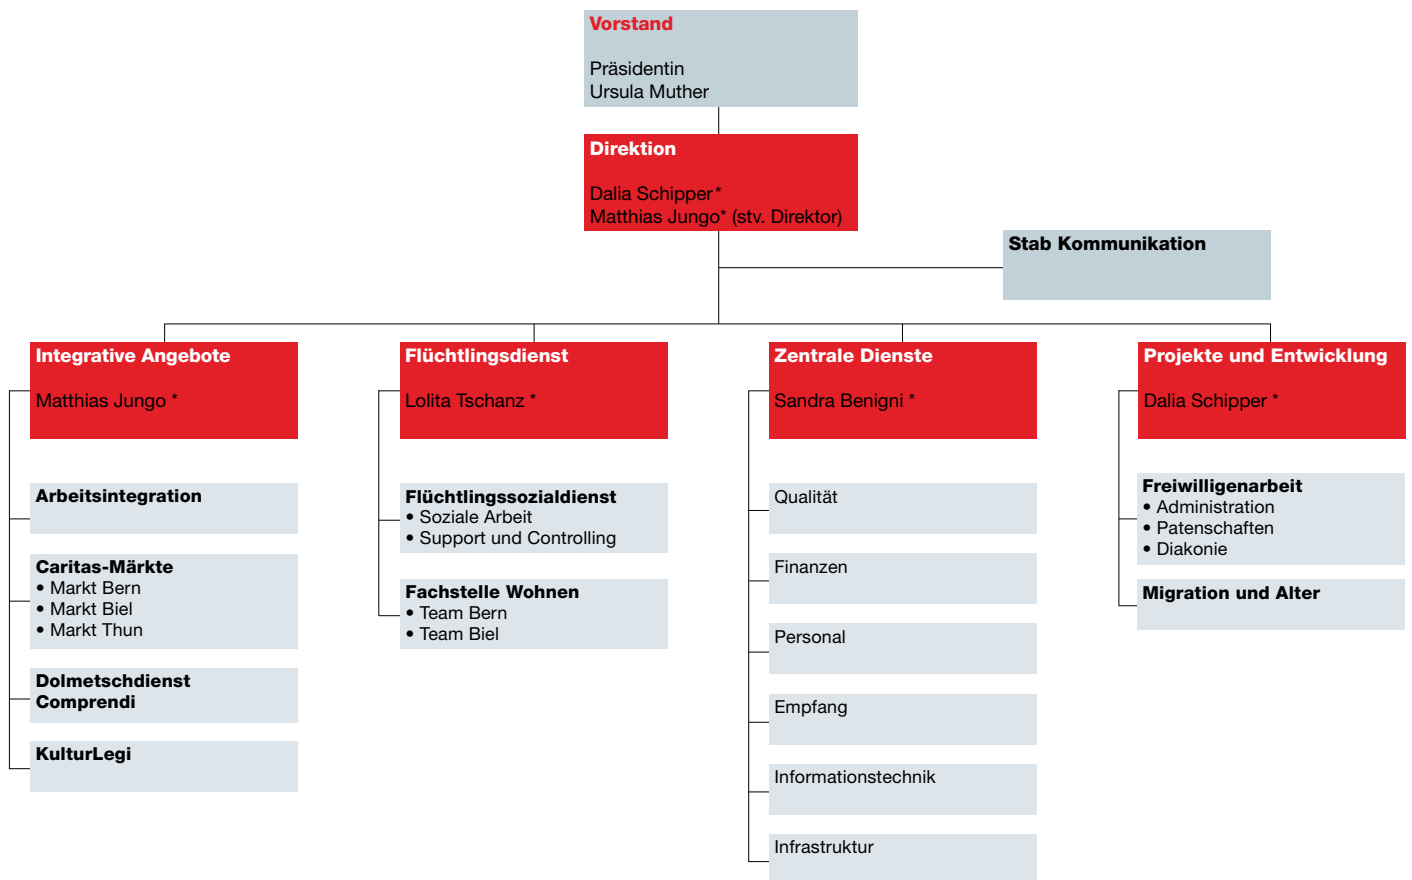 Vorstand
Präsidentin
Ursula Muther
Direktion
Dalia Schipper*
Matthias Jungo* (stv. Direktor)
Stab Kommunikation
Integrative Angebote
Matthias Jungo *
Arbeitsintegration
Caritas-Märkte
• Markt Bern
• Markt Biel
• Markt Thun
Dolmetschdienst
Comprendi
KulturLegi
Flüchtlingsdienst
Lolita Tschanz *
Flüchtlingssozialdienst
• Soziale Arbeit
• Support und Controlling
Fachstelle Wohnen
• Team Bern
• Team Biel
Zentrale Dienste
Sandra Benigni *
Qualität
Finanzen
Personal
Empfang
Informationstechnik
Infrastruktur
Projekte und Entwicklung
Dalia Schipper *
Freiwilligenarbeit
• Administration
• Patenschaften
• Diakonie
Migration und Alter